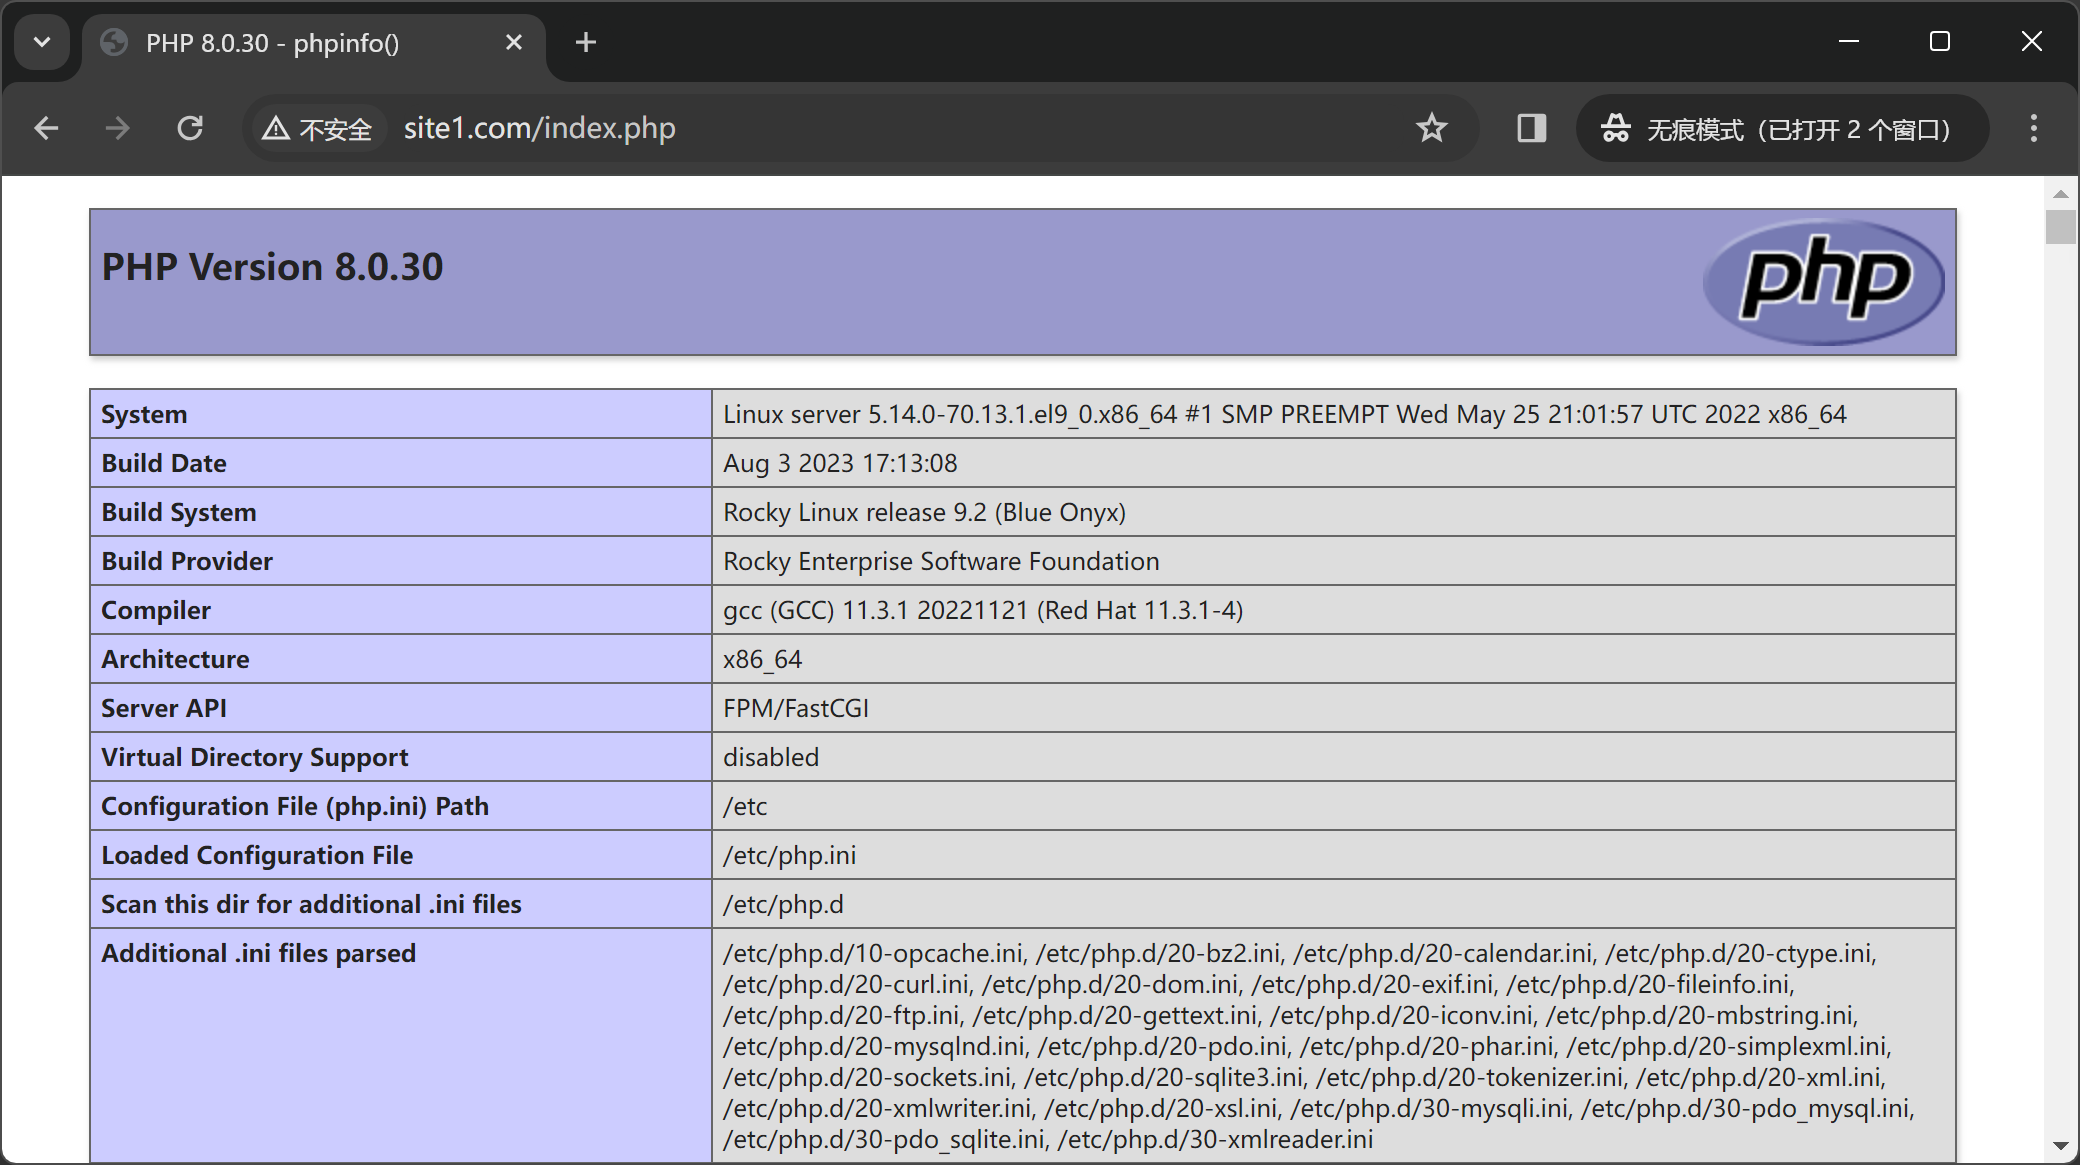 PHP 8.0.30 - phpinfo()
不安全 site1.com/index.php 无痕模式（已打开 2 个窗口）
PHP Version 8.0.30
php
System Linux server 5.14.0-70.13.1.el9_0.x86_64 #1 SMP PREEMPT Wed May 25 21:01:57 UTC 2022 x86_64
Build Date Aug 3 2023 17:13:08
Build System Rocky Linux release 9.2 (Blue Onyx)
Build Provider Rocky Enterprise Software Foundation
Compiler gcc (GCC) 11.3.1 20221121 (Red Hat 11.3.1-4)
Architecture x86_64
Server API FPM/FastCGI
Virtual Directory Support disabled
Configuration File (php.ini) Path /etc
Loaded Configuration File /etc/php.ini
Scan this dir for additional .ini files /etc/php.d
Additional .ini files parsed /etc/php.d/10-opcache.ini, /etc/php.d/20-bz2.ini, /etc/php.d/20-calendar.ini, /etc/php.d/20-ctype.ini,
/etc/php.d/20-curl.ini, /etc/php.d/20-dom.ini, /etc/php.d/20-exif.ini, /etc/php.d/20-fileinfo.ini,
/etc/php.d/20-ftp.ini, /etc/php.d/20-gettext.ini, /etc/php.d/20-iconv.ini, /etc/php.d/20-mbstring.ini,
/etc/php.d/20-mysqlnd.ini, /etc/php.d/20-pdo.ini, /etc/php.d/20-phar.ini, /etc/php.d/20-simplexml.ini,
/etc/php.d/20-sockets.ini, /etc/php.d/20-sqlite3.ini, /etc/php.d/20-tokenizer.ini, /etc/php.d/20-xml.ini,
/etc/php.d/20-xmlwriter.ini, /etc/php.d/20-xsl.ini, /etc/php.d/30-mysqli.ini, /etc/php.d/30-pdo_mysql.ini,
/etc/php.d/30-pdo_sqlite.ini, /etc/php.d/30-xmlreader.ini